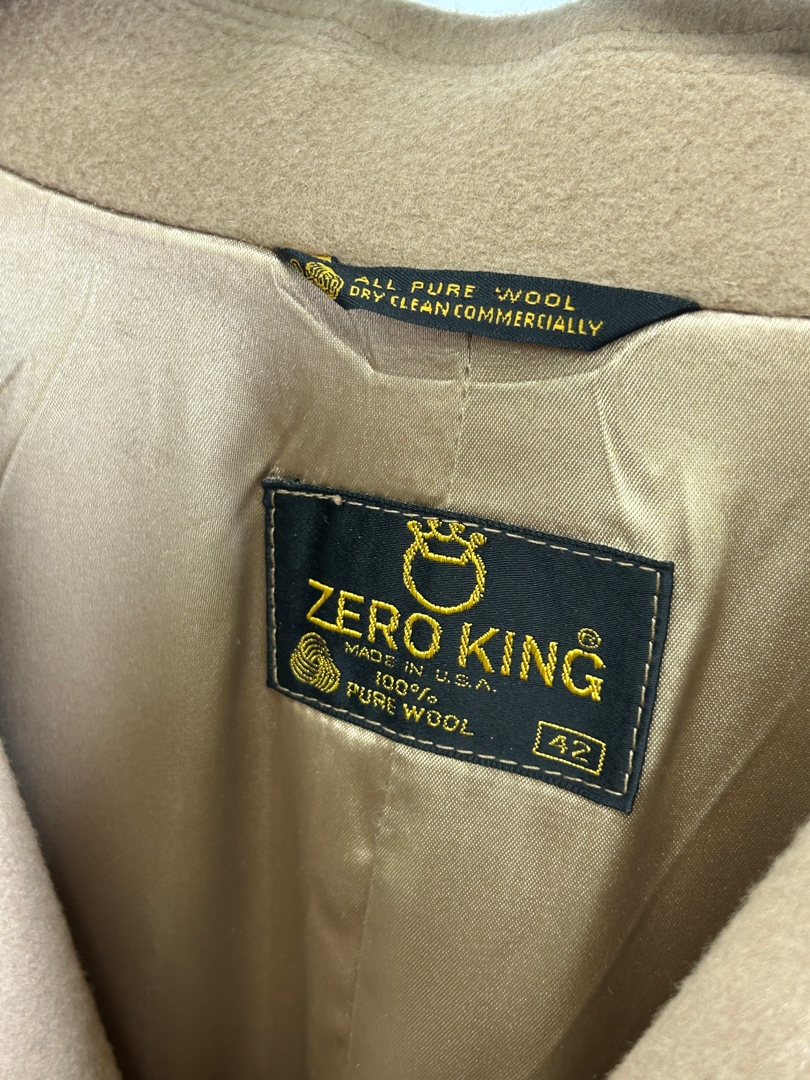 ALL PURE WOOL
DRY CLEAN COMMERCIALLY
ZERO KING®
MADE IN U.S.A.
100%
PURE WOOL
42